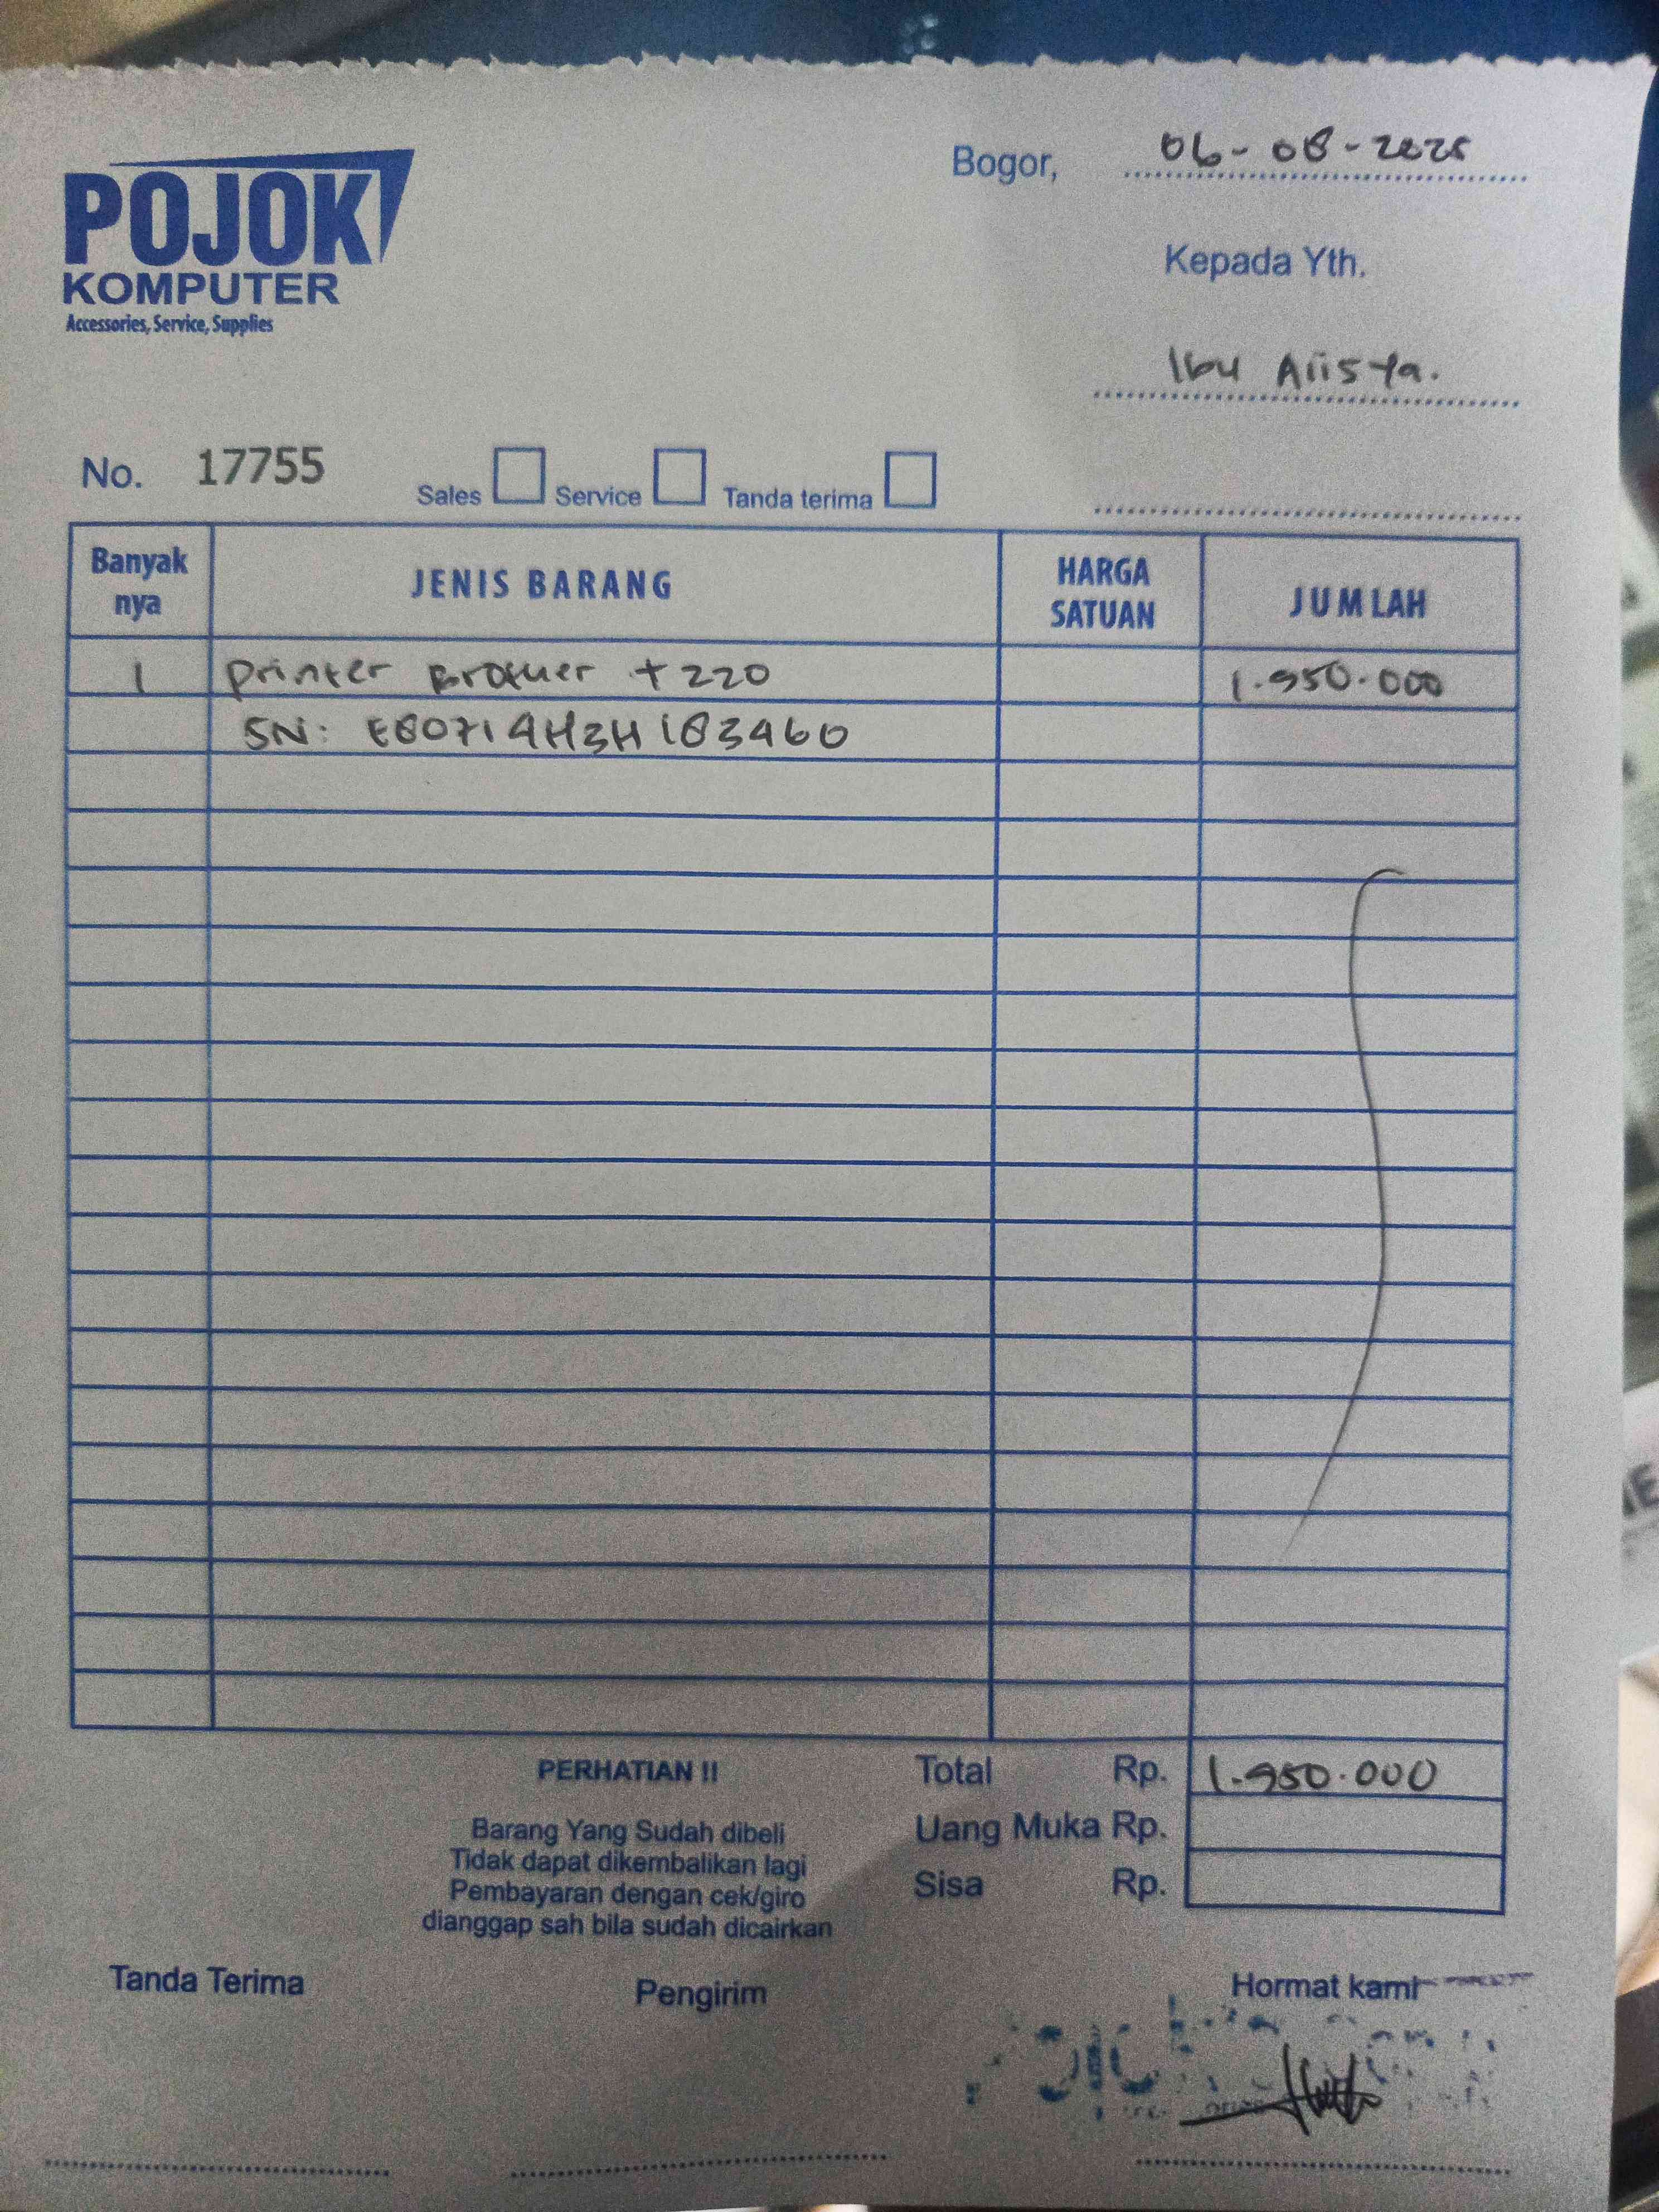 Bogor, 06-08-2025
POJOK
KOMPUTER
Accessories, Service, Supplies
Kepada Yth.
Ibu Aiisya.
No. 17755 Sales Service Tanda terima
Banyak nya JENIS BARANG HARGA SATUAN JUMLAH
1 Printer Brother T220 1.950.000
SN: E80714H3H183460
PERHATIAN !! Total Rp. 1.950.000
Barang Yang Sudah dibeli Uang Muka Rp.
Tidak dapat dikembalikan lagi
Pembayaran dengan cek/giro Sisa Rp.
dianggap sah bila sudah dicairkan
Tanda Terima Pengirim Hormat kami